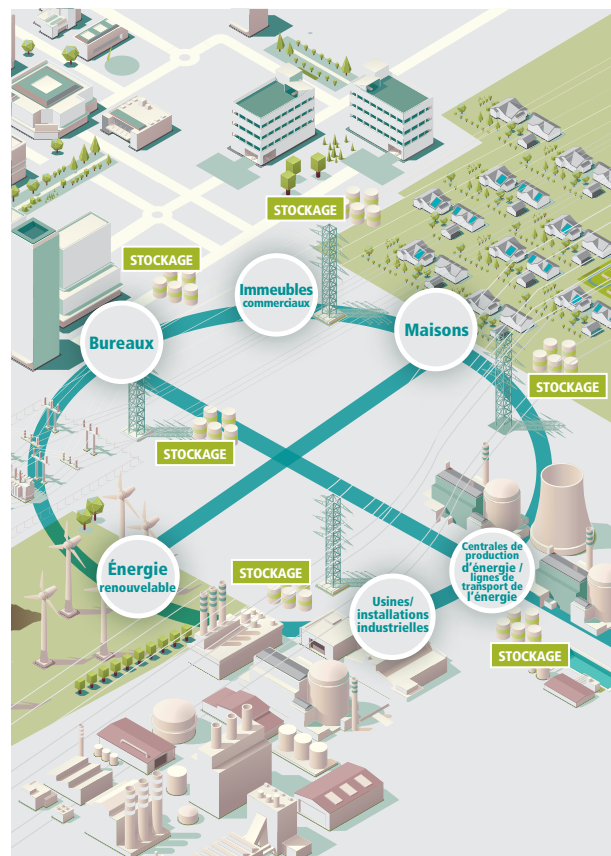 STOCKAGE
STOCKAGE
Immeubles
commerciaux
Bureaux
Maisons
STOCKAGE
STOCKAGE
Énergie
renouvelable
STOCKAGE
Centrales de
production
d'énergie /
lignes de
transport de
l'énergie
Usines/
installations
industrielles
STOCKAGE